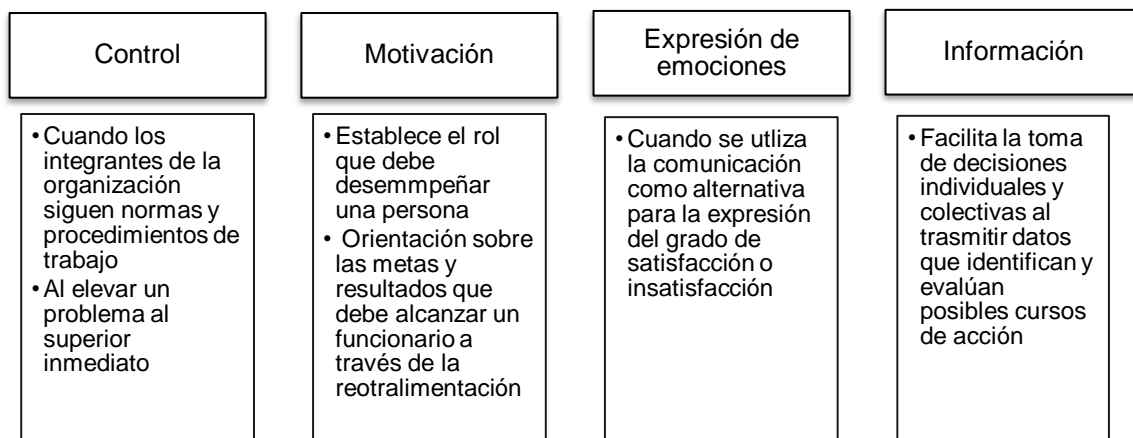 Control
• Cuando los
integrantes de la
organización
siguen normas y
procedimientos de
trabajo
• Al elevar un
problema al
superior
inmediato
Motivación
• Establece el rol
que debe
desemmpeñar
una persona
• Orientación sobre
las metas y
resultados que
debe alcanzar un
funcionario a
través de la
reotralimentación
Expresión de
emociones
• Cuando se utliza
la comunicación
como alternativa
para la expresión
del grado de
satisfacción o
insatisfacción
Información
• Facilita la toma
de decisiones
individuales y
colectivas al
trasmitir datos
que identifican y
evalúan
posibles cursos
de acción